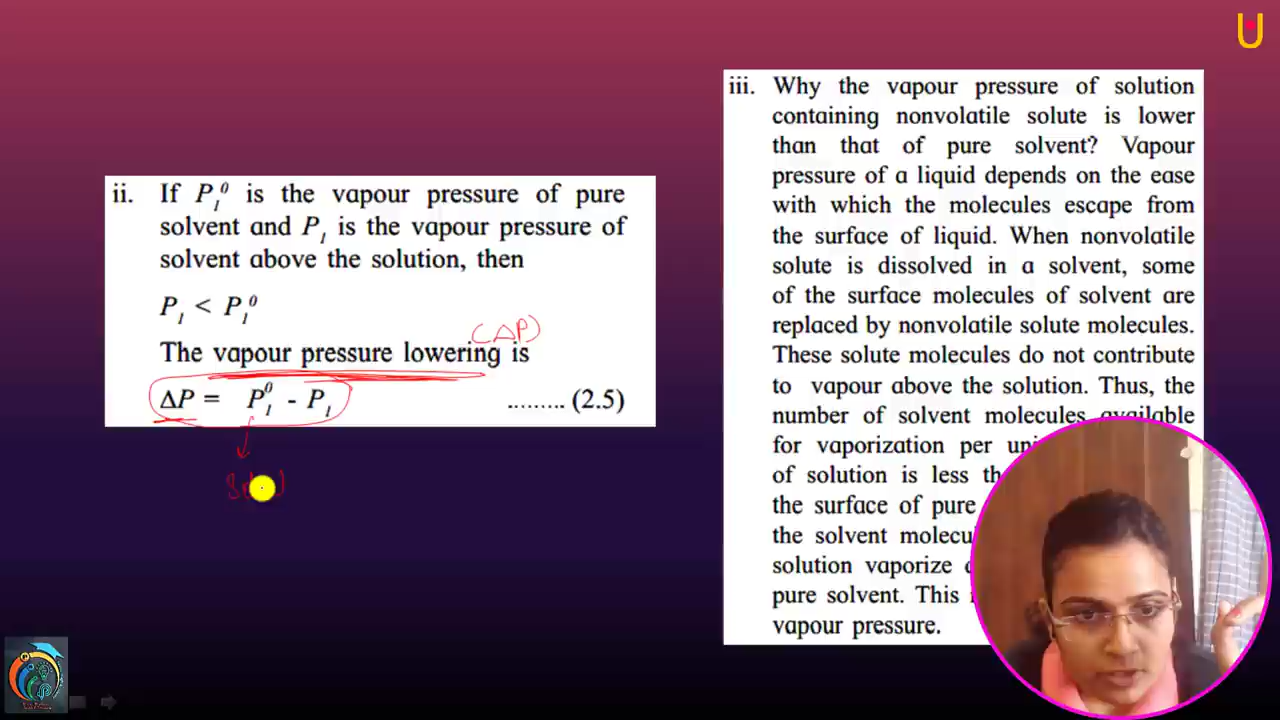 ii. If P₁⁰ is the vapour pressure of pure
solvent and P₁ is the vapour pressure of
solvent above the solution, then
P₁ < P₁⁰
(ΔP)
The vapour pressure lowering is
ΔP = P₁⁰ - P₁ ......... (2.5)
iii. Why the vapour pressure of solution
containing nonvolatile solute is lower
than that of pure solvent? Vapour
pressure of a liquid depends on the ease
with which the molecules escape from
the surface of liquid. When nonvolatile
solute is dissolved in a solvent, some
of the surface molecules of solvent are
replaced by nonvolatile solute molecules.
These solute molecules do not contribute
to vapour above the solution. Thus, the
number of solvent molecules available
for vaporization per
of solution is less
the surface of pure
the solvent
solution vaporize
pure solvent. This
vapour pressure.